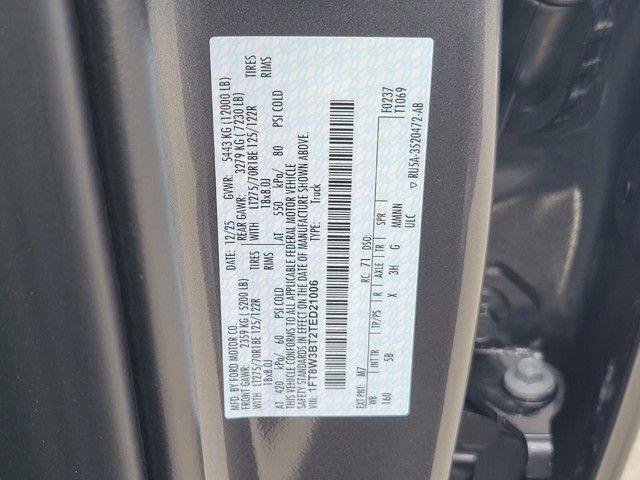 MFD. BY FORD MOTOR CO.
DATE: 12/25 GVWR: 5443 KG (12000 LB)
FRONT GAWR: 2359 KG (5200 LB) REAR GAWR: 3279 KG (7230 LB)
WITH LT275/70R18E 125/122R TIRES WITH LT275/70R18E 125/122R TIRES
18x8.0J RIMS 18x8.0J RIMS
AT 420 kPa/ 60 PSI COLD AT 550 kPa/ 80 PSI COLD
THIS VEHICLE CONFORMS TO ALL APPLICABLE FEDERAL MOTOR VEHICLE
SAFETY STANDARDS IN EFFECT ON THE DATE OF MANUFACTURE SHOWN ABOVE.
VIN: 1FT8W3BT2TED21006 TYPE: Truck
EXT PNT: M7 RC: 71 DSO: F0237
WB INT TR TP/PS R AXLE TR SPR T1069
160 5B X 3H G MMNN
ULC RU5A-3520472-AB